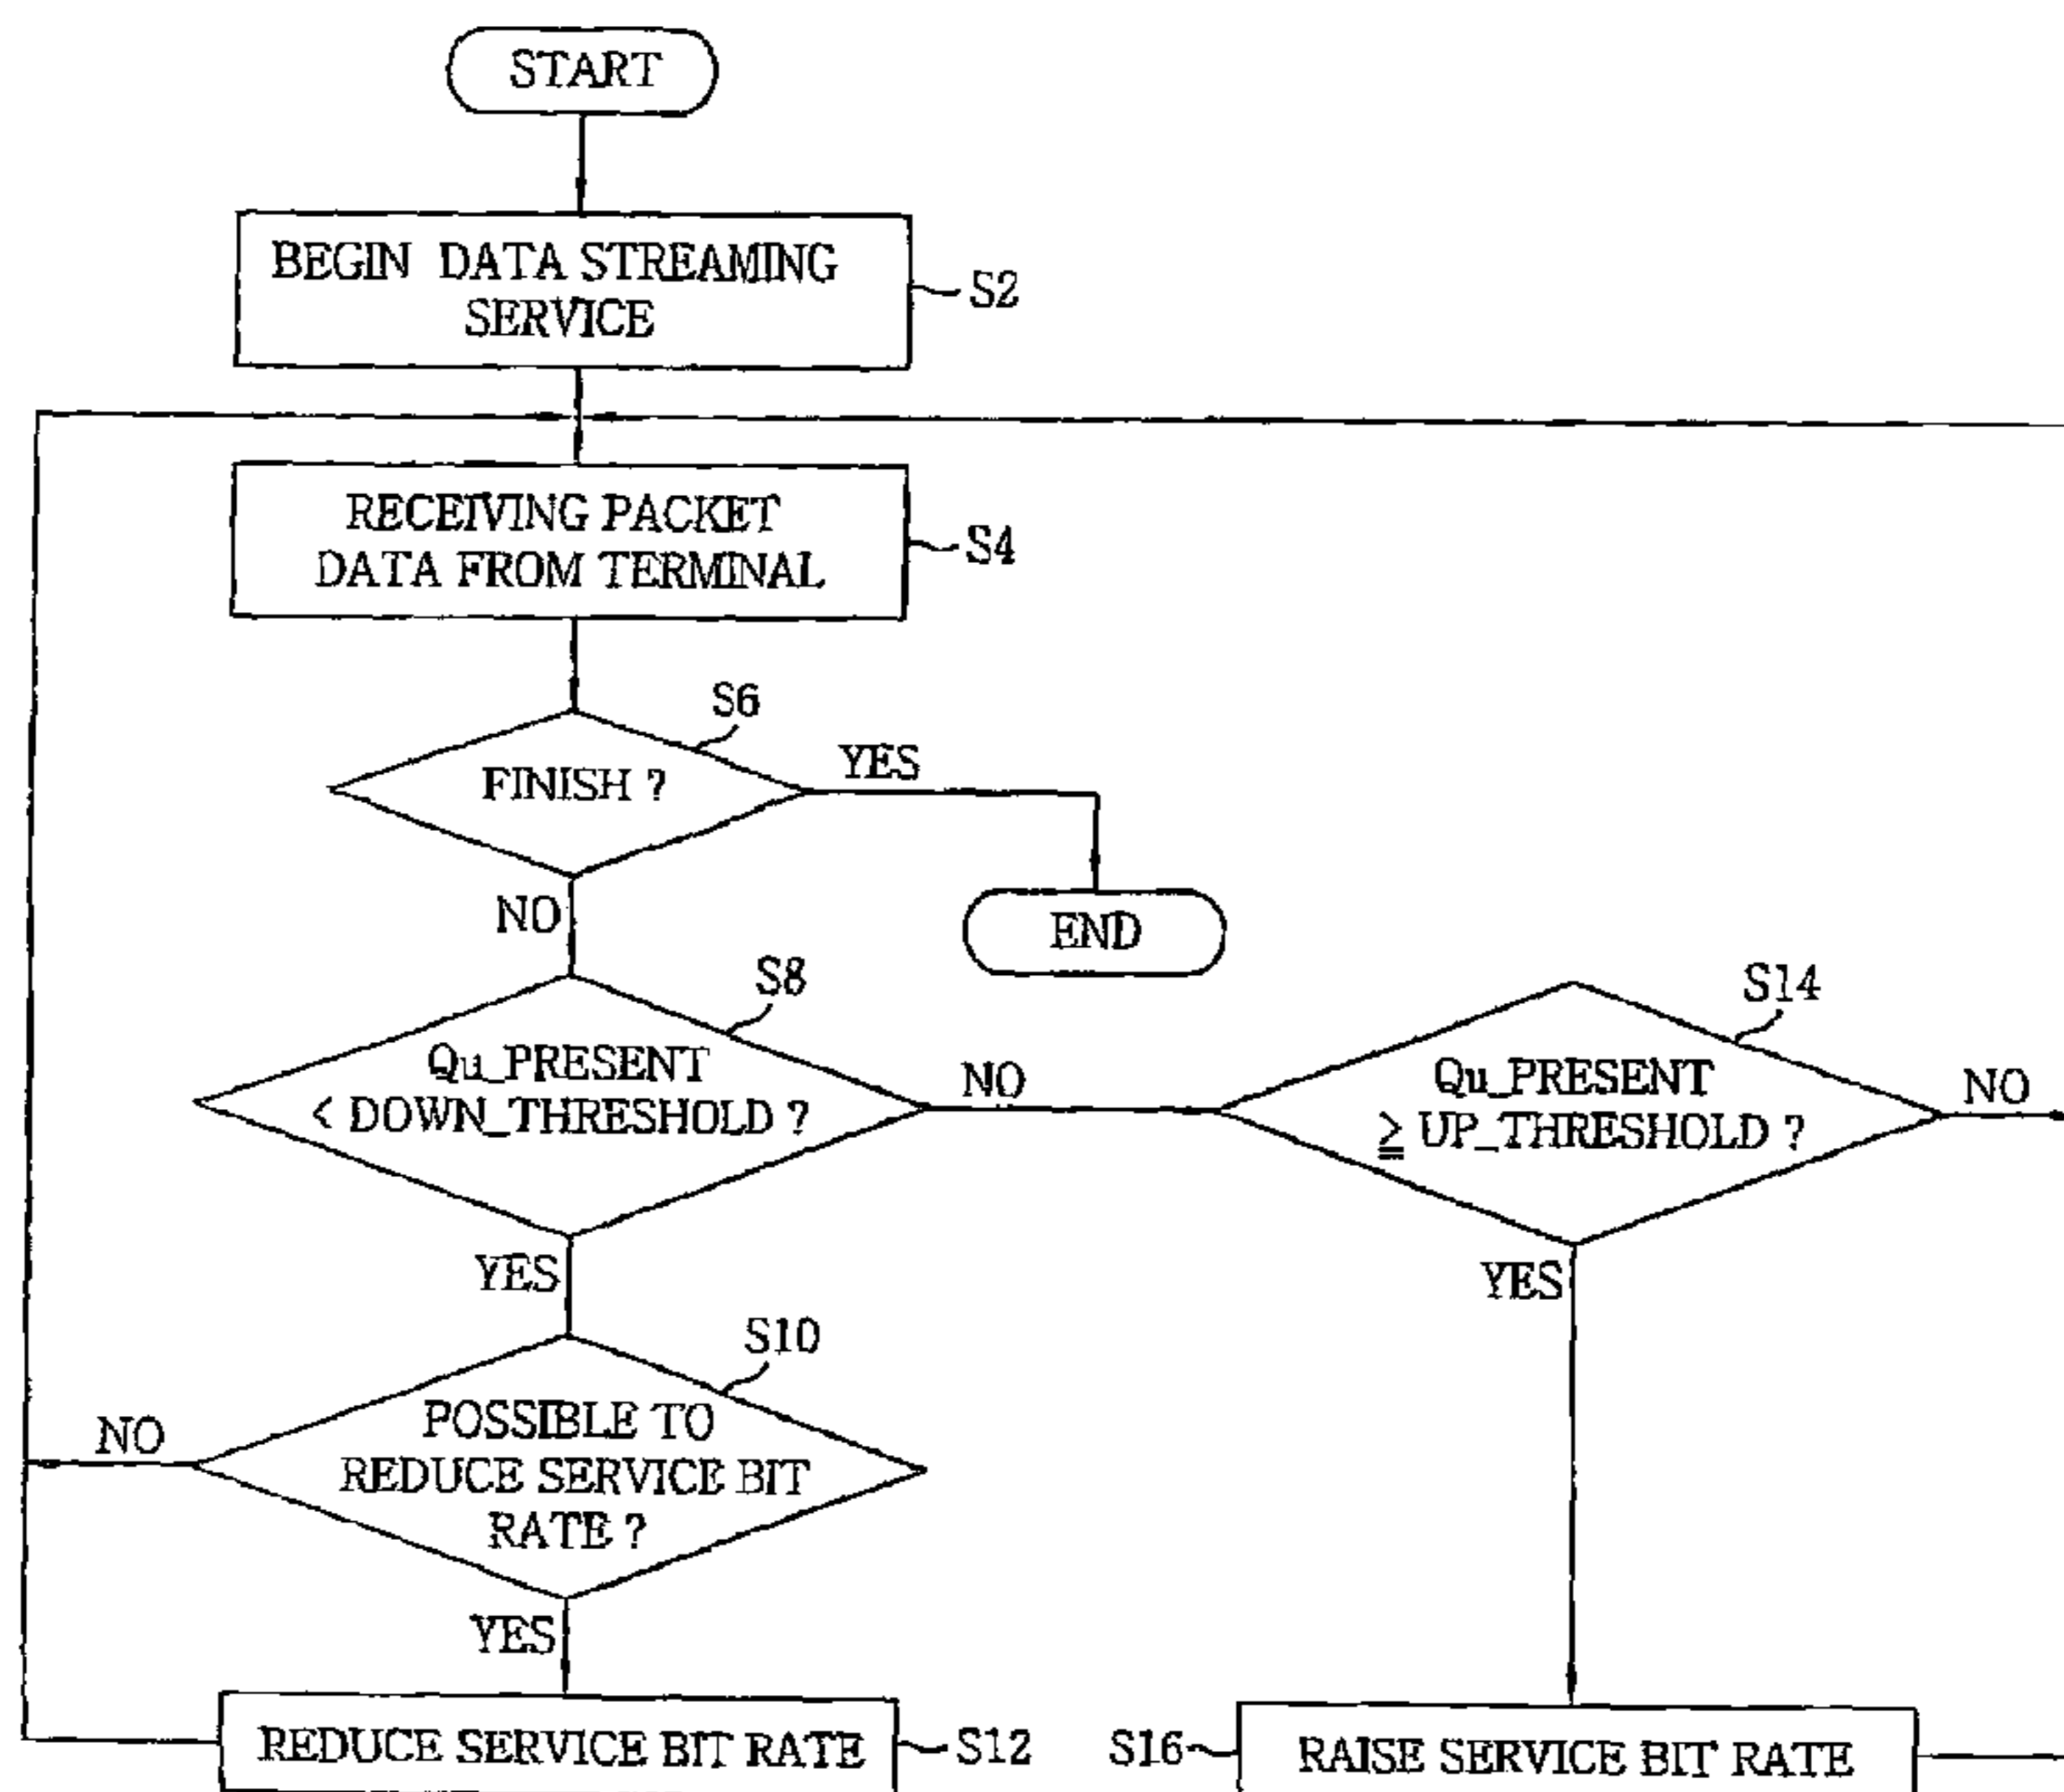 START
BEGIN DATA STREAMING
SERVICE
S2
RECEIVING PACKET
DATA FROM TERMINAL
S4
S6
FINISH ?
YES
NO
END
S8
Qu_PRESENT
< DOWN_THRESHOLD ?
NO
S14
Qu_PRESENT
≧ UP_THRESHOLD ?
NO
YES
YES
S10
POSSIBLE TO
REDUCE SERVICE BIT
RATE ?
NO
YES
REDUCE SERVICE BIT RATE
S12
S16
RAISE SERVICE BIT RATE